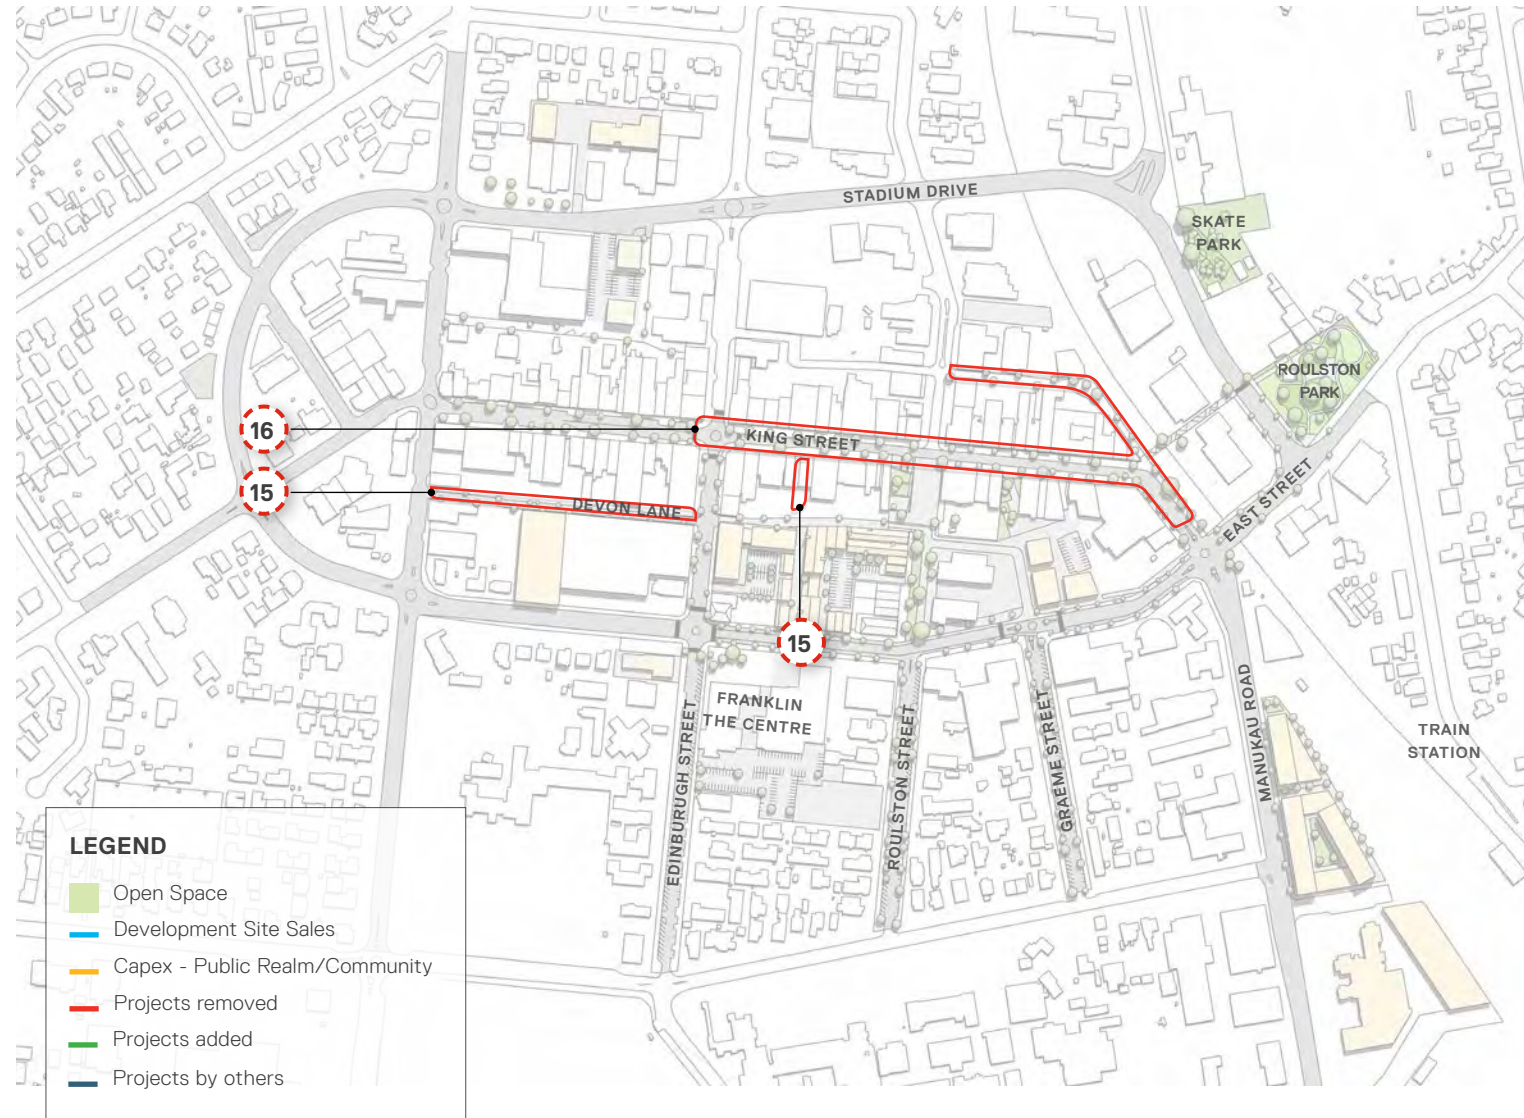 STADIUM DRIVE
SKATE
PARK
ROULSTON
PARK
16
KING STREET
15
DEVON LANE
EAST STREET
15
FRANKLIN
THE CENTRE
EDINBURUGH STREET
ROULSTON STREET
GRAEME STREET
MANUKAU ROAD
TRAIN
STATION
LEGEND
Open Space
Development Site Sales
Capex - Public Realm/Community
Projects removed
Projects added
Projects by others